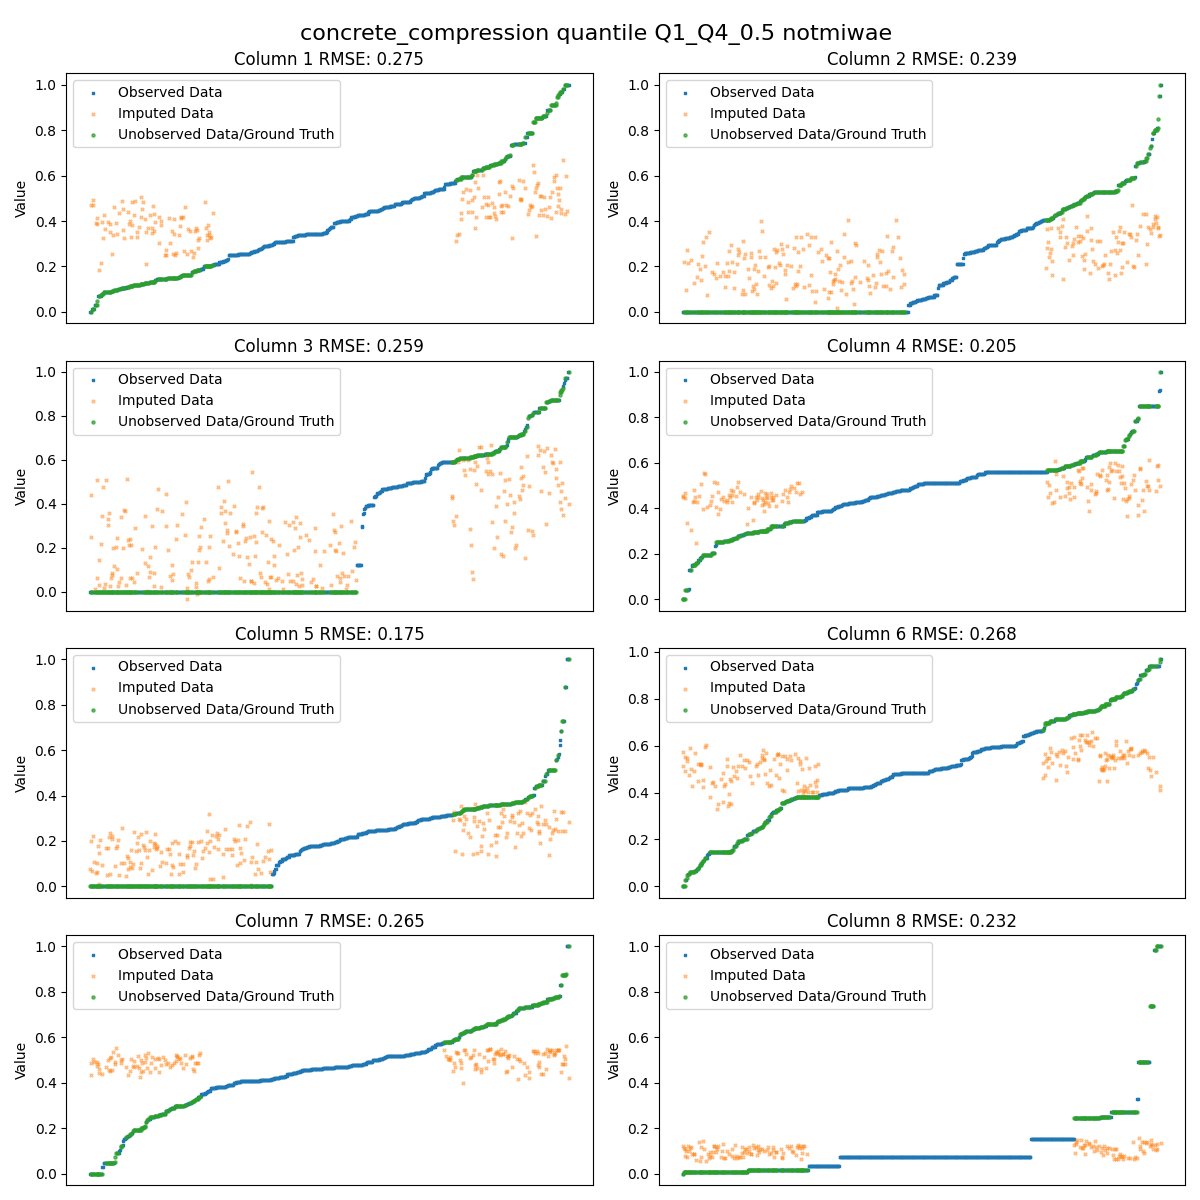 concrete_compression quantile Q1_Q4_0.5 notmiwae
Column 1 RMSE: 0.275
Value
1.0
0.8
0.6
0.4
0.2
0.0
Observed Data
Imputed Data
Unobserved Data/Ground Truth
Column 2 RMSE: 0.239
Value
1.0
0.8
0.6
0.4
0.2
0.0
Observed Data
Imputed Data
Unobserved Data/Ground Truth
Column 3 RMSE: 0.259
Value
1.0
0.8
0.6
0.4
0.2
0.0
Observed Data
Imputed Data
Unobserved Data/Ground Truth
Column 4 RMSE: 0.205
Value
1.0
0.8
0.6
0.4
0.2
0.0
Observed Data
Imputed Data
Unobserved Data/Ground Truth
Column 5 RMSE: 0.175
Value
1.0
0.8
0.6
0.4
0.2
0.0
Observed Data
Imputed Data
Unobserved Data/Ground Truth
Column 6 RMSE: 0.268
Value
1.0
0.8
0.6
0.4
0.2
0.0
Observed Data
Imputed Data
Unobserved Data/Ground Truth
Column 7 RMSE: 0.265
Value
1.0
0.8
0.6
0.4
0.2
0.0
Observed Data
Imputed Data
Unobserved Data/Ground Truth
Column 8 RMSE: 0.232
Value
1.0
0.8
0.6
0.4
0.2
0.0
Observed Data
Imputed Data
Unobserved Data/Ground Truth